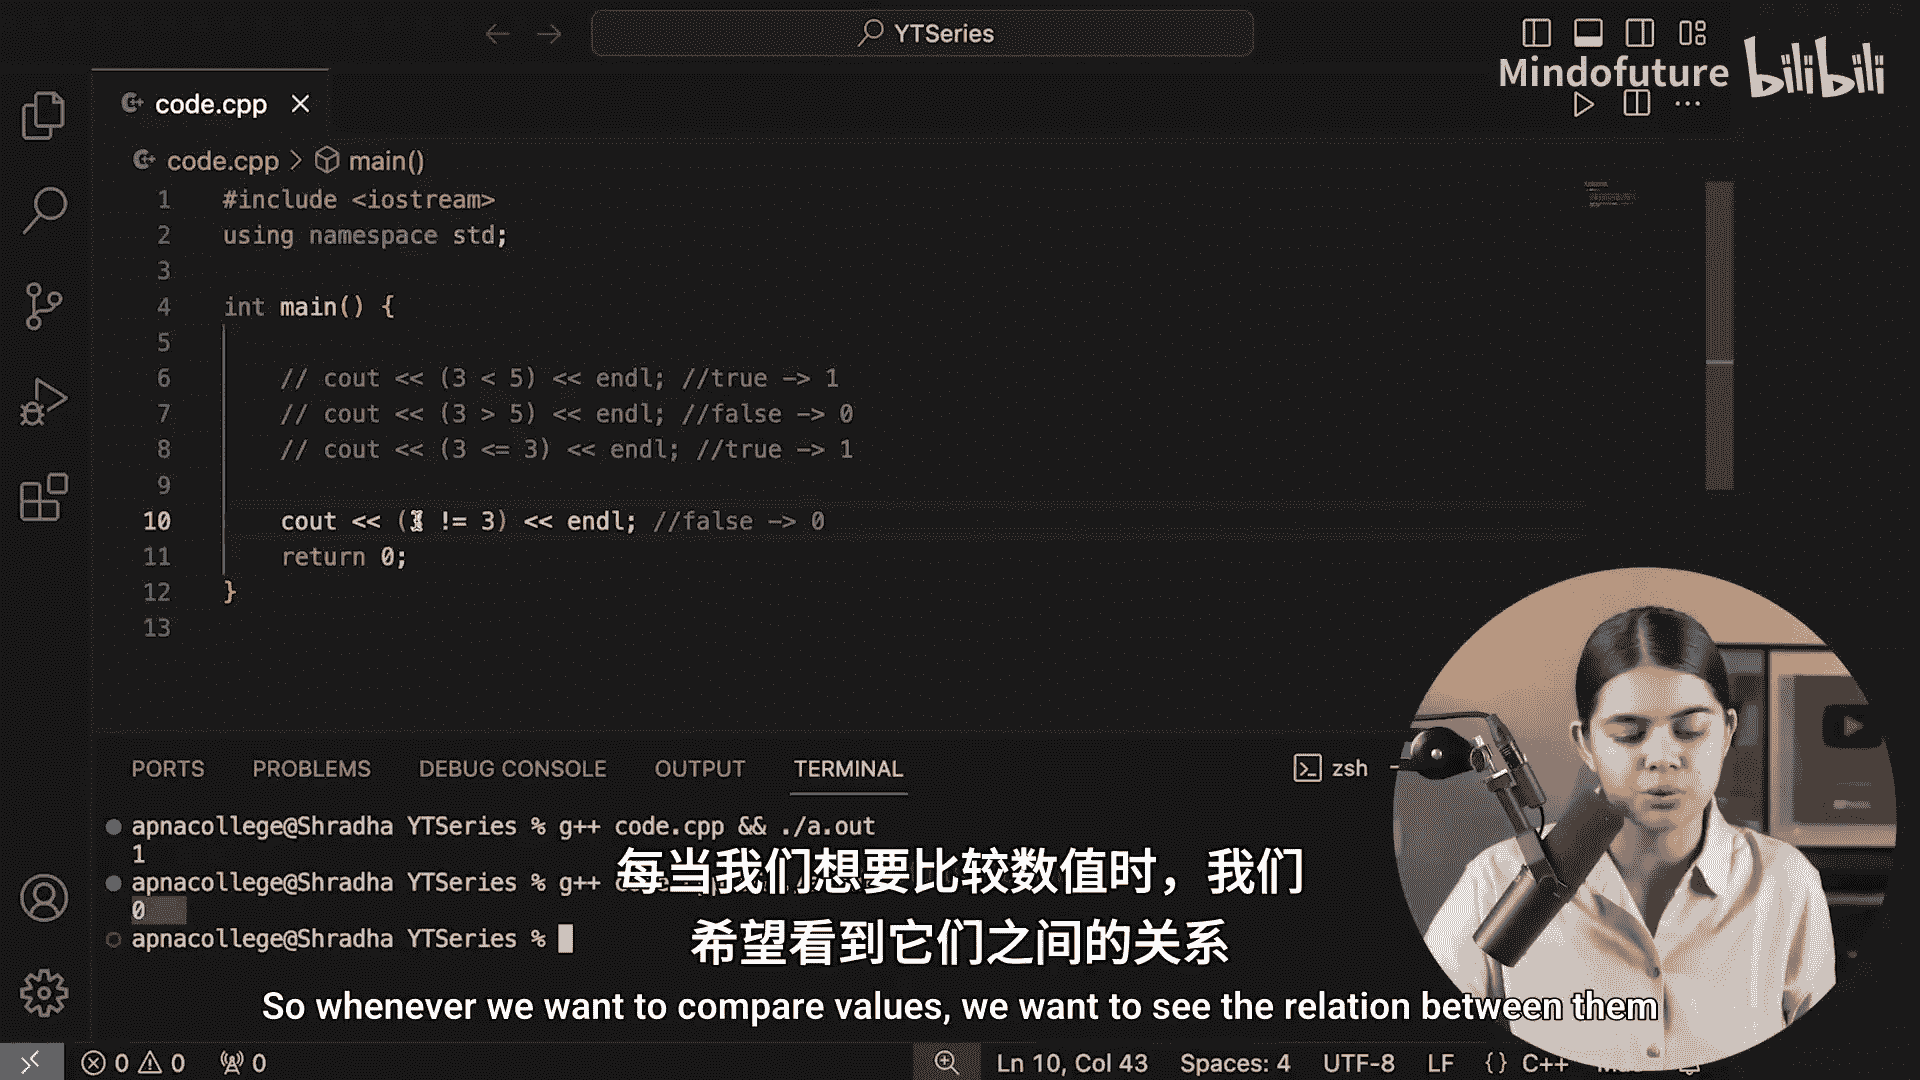 YTSeries
Mindofuture bilibili
code.cpp
code.cpp > main()
1 #include <iostream>
2 using namespace std;
3
4 int main() {
5
6 // cout << (3 < 5) << endl; //true -> 1
7 // cout << (3 > 5) << endl; //false -> 0
8 // cout << (3 <= 3) << endl; //true -> 1
9
10 cout << (3 != 3) << endl; //false -> 0
11 return 0;
12 }
13
PORTS PROBLEMS DEBUG CONSOLE OUTPUT TERMINAL zsh
apnacollege@Shradha YTSeries % g++ code.cpp && ./a.out
1
apnacollege@Shradha YTSeries % g++
0
apnacollege@Shradha YTSeries %
每当我们想要比较数值时，我们
希望看到它们之间的关系
So whenever we want to compare values, we want to see the relation between them
0 0 0 Ln 10, Col 43 Spaces: 4 UTF-8 LF {} C++